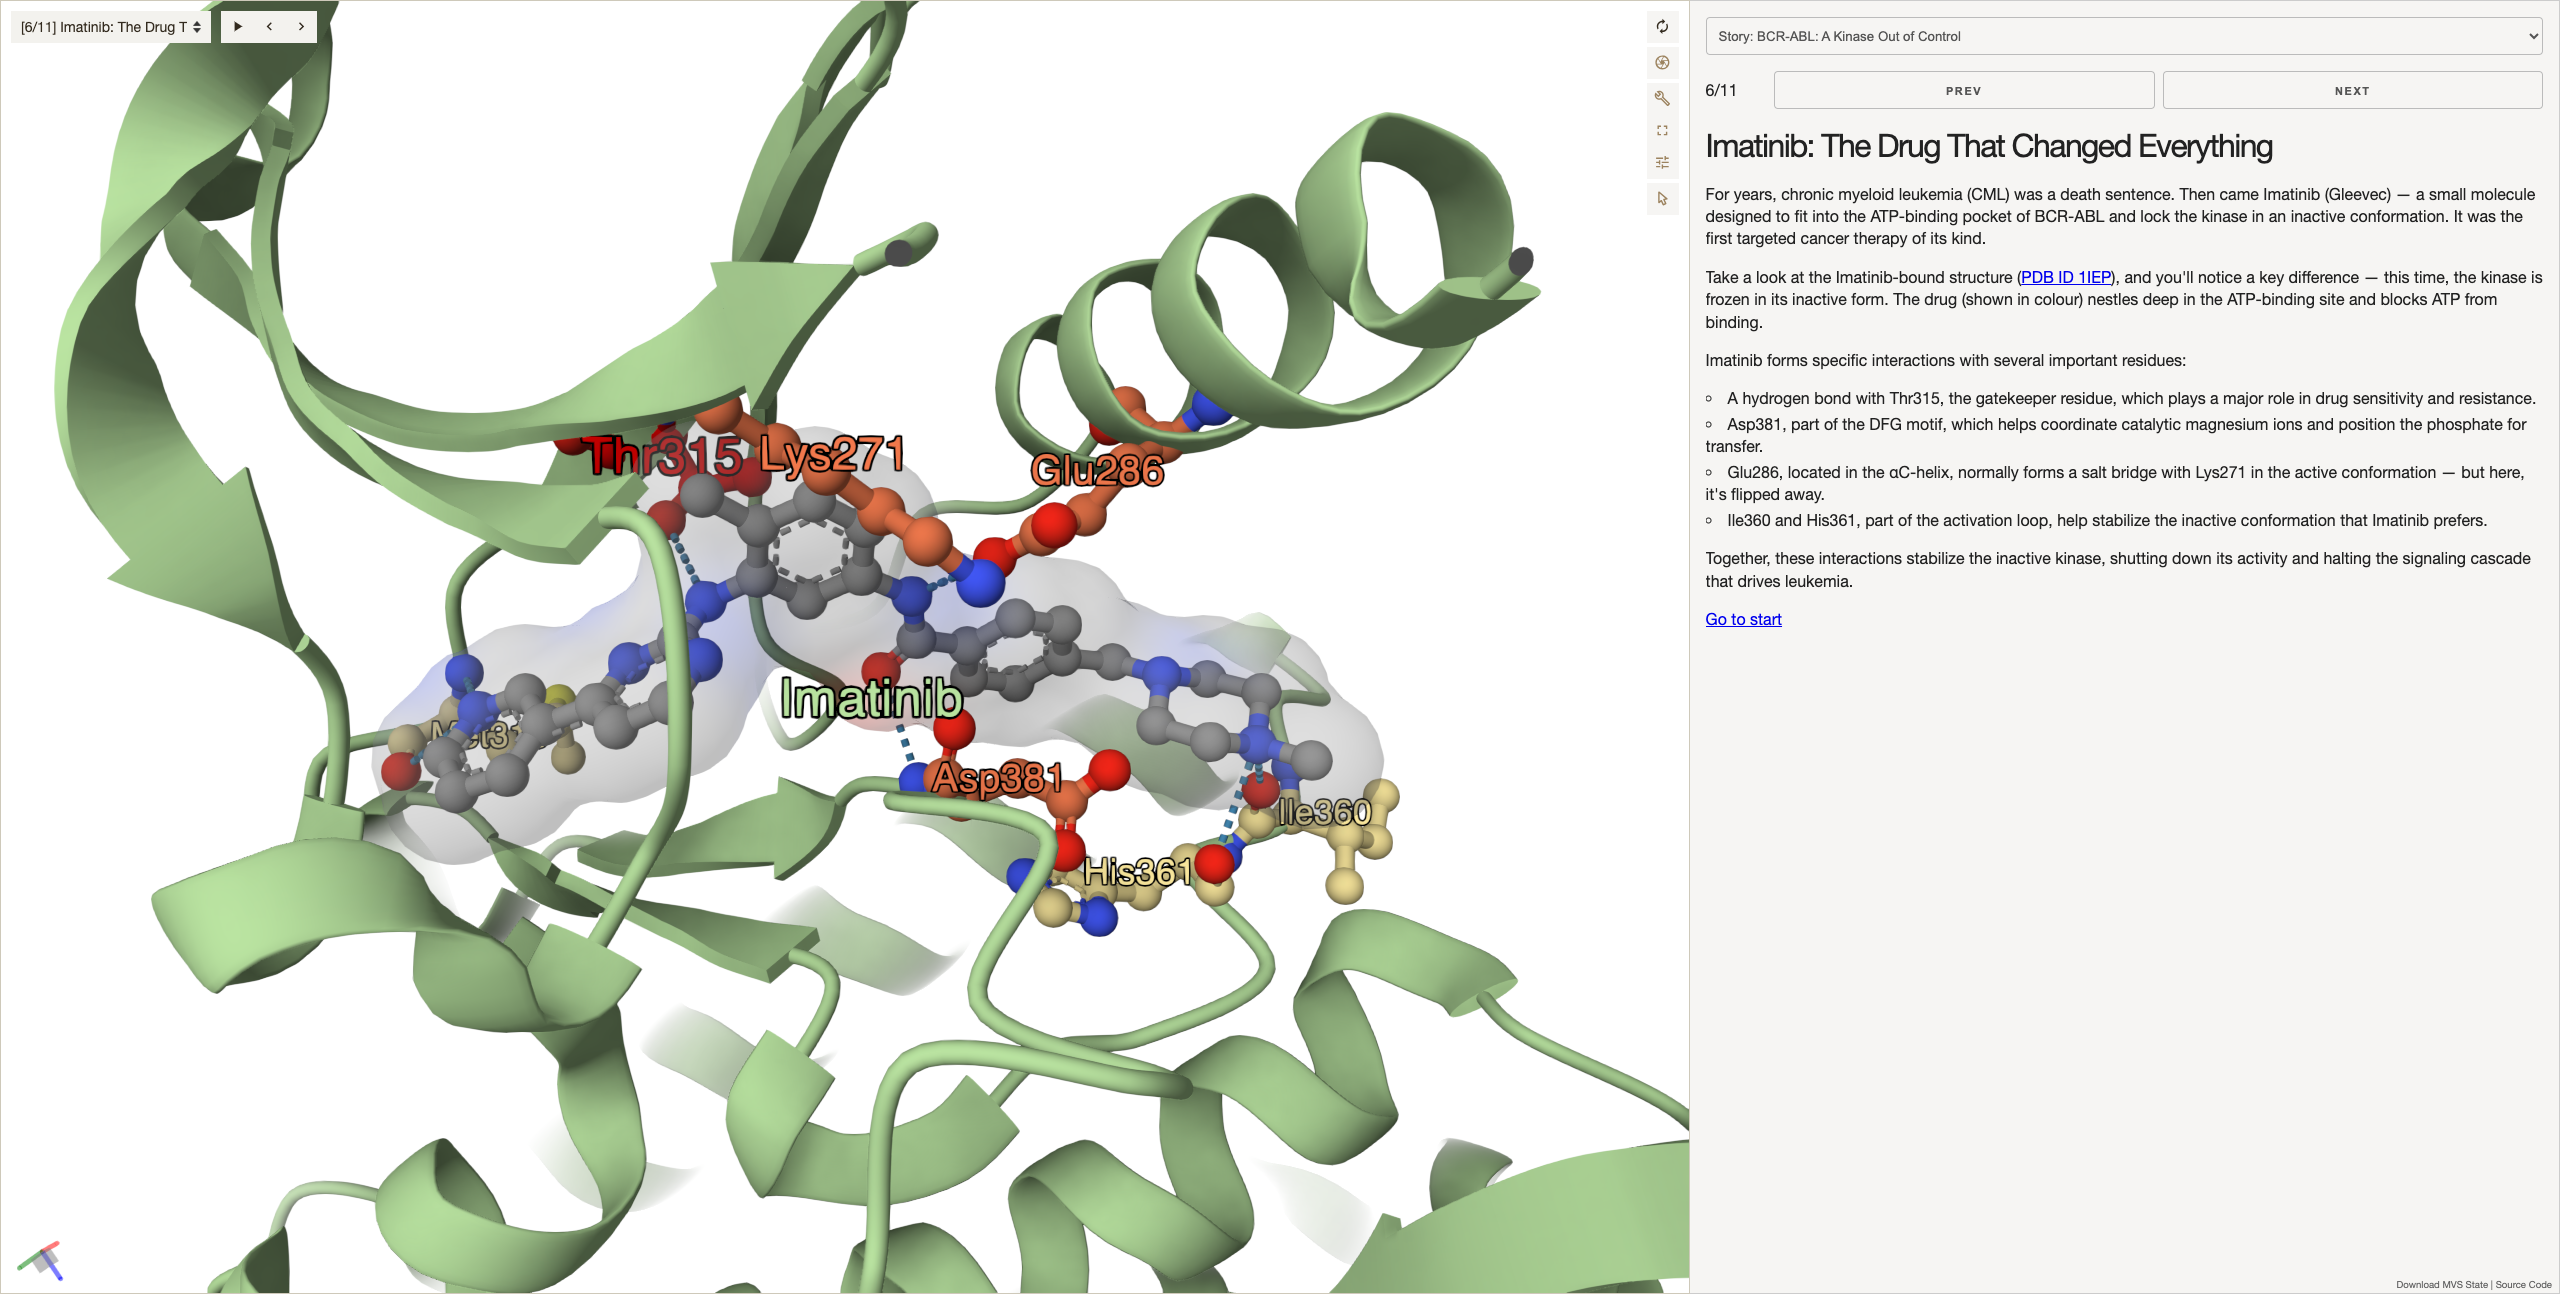 [6/11] Imatinib: The Drug T
Story: BCR-ABL: A Kinase Out of Control
6/11
PREV
NEXT
Imatinib: The Drug That Changed Everything
For years, chronic myeloid leukemia (CML) was a death sentence. Then came Imatinib (Gleevec) — a small molecule
designed to fit into the ATP-binding pocket of BCR-ABL and lock the kinase in an inactive conformation. It was the
first targeted cancer therapy of its kind.
Take a look at the Imatinib-bound structure (PDB ID 1IEP), and you'll notice a key difference — this time, the kinase is
frozen in its inactive form. The drug (shown in colour) nestles deep in the ATP-binding site and blocks ATP from
binding.
Imatinib forms specific interactions with several important residues:
A hydrogen bond with Thr315, the gatekeeper residue, which plays a major role in drug sensitivity and resistance.
Asp381, part of the DFG motif, which helps coordinate catalytic magnesium ions and position the phosphate for
transfer.
Glu286, located in the αC-helix, normally forms a salt bridge with Lys271 in the active conformation — but here,
it's flipped away.
Ile360 and His361, part of the activation loop, help stabilize the inactive conformation that Imatinib prefers.
Together, these interactions stabilize the inactive kinase, shutting down its activity and halting the signaling cascade
that drives leukemia.
Go to start
Thr315
Lys271
Glu286
Imatinib
Asp381
Ile360
His361
Download MVS State | Source Code